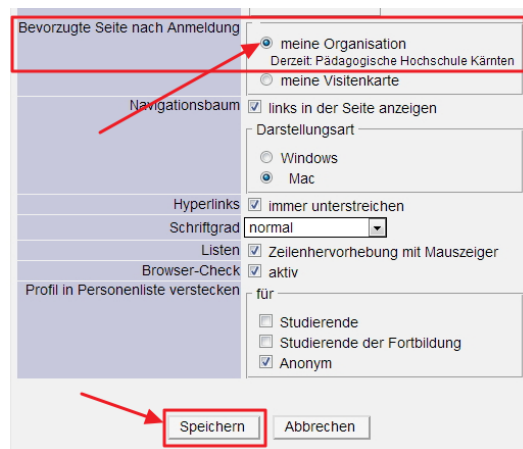 Bevorzugte Seite nach Anmeldung
meine Organisation
Derzeit: Pädagogische Hochschule Kärnten
meine Visitenkarte
Navigationsbaum links in der Seite anzeigen
Darstellungsart
Windows
Mac
Hyperlinks immer unterstreichen
Schriftgrad normal
Listen Zeilenhervorhebung mit Mauszeiger
Browser-Check aktiv
Profil in Personenliste verstecken für
Studierende
Studierende der Fortbildung
Anonym
Speichern Abbrechen